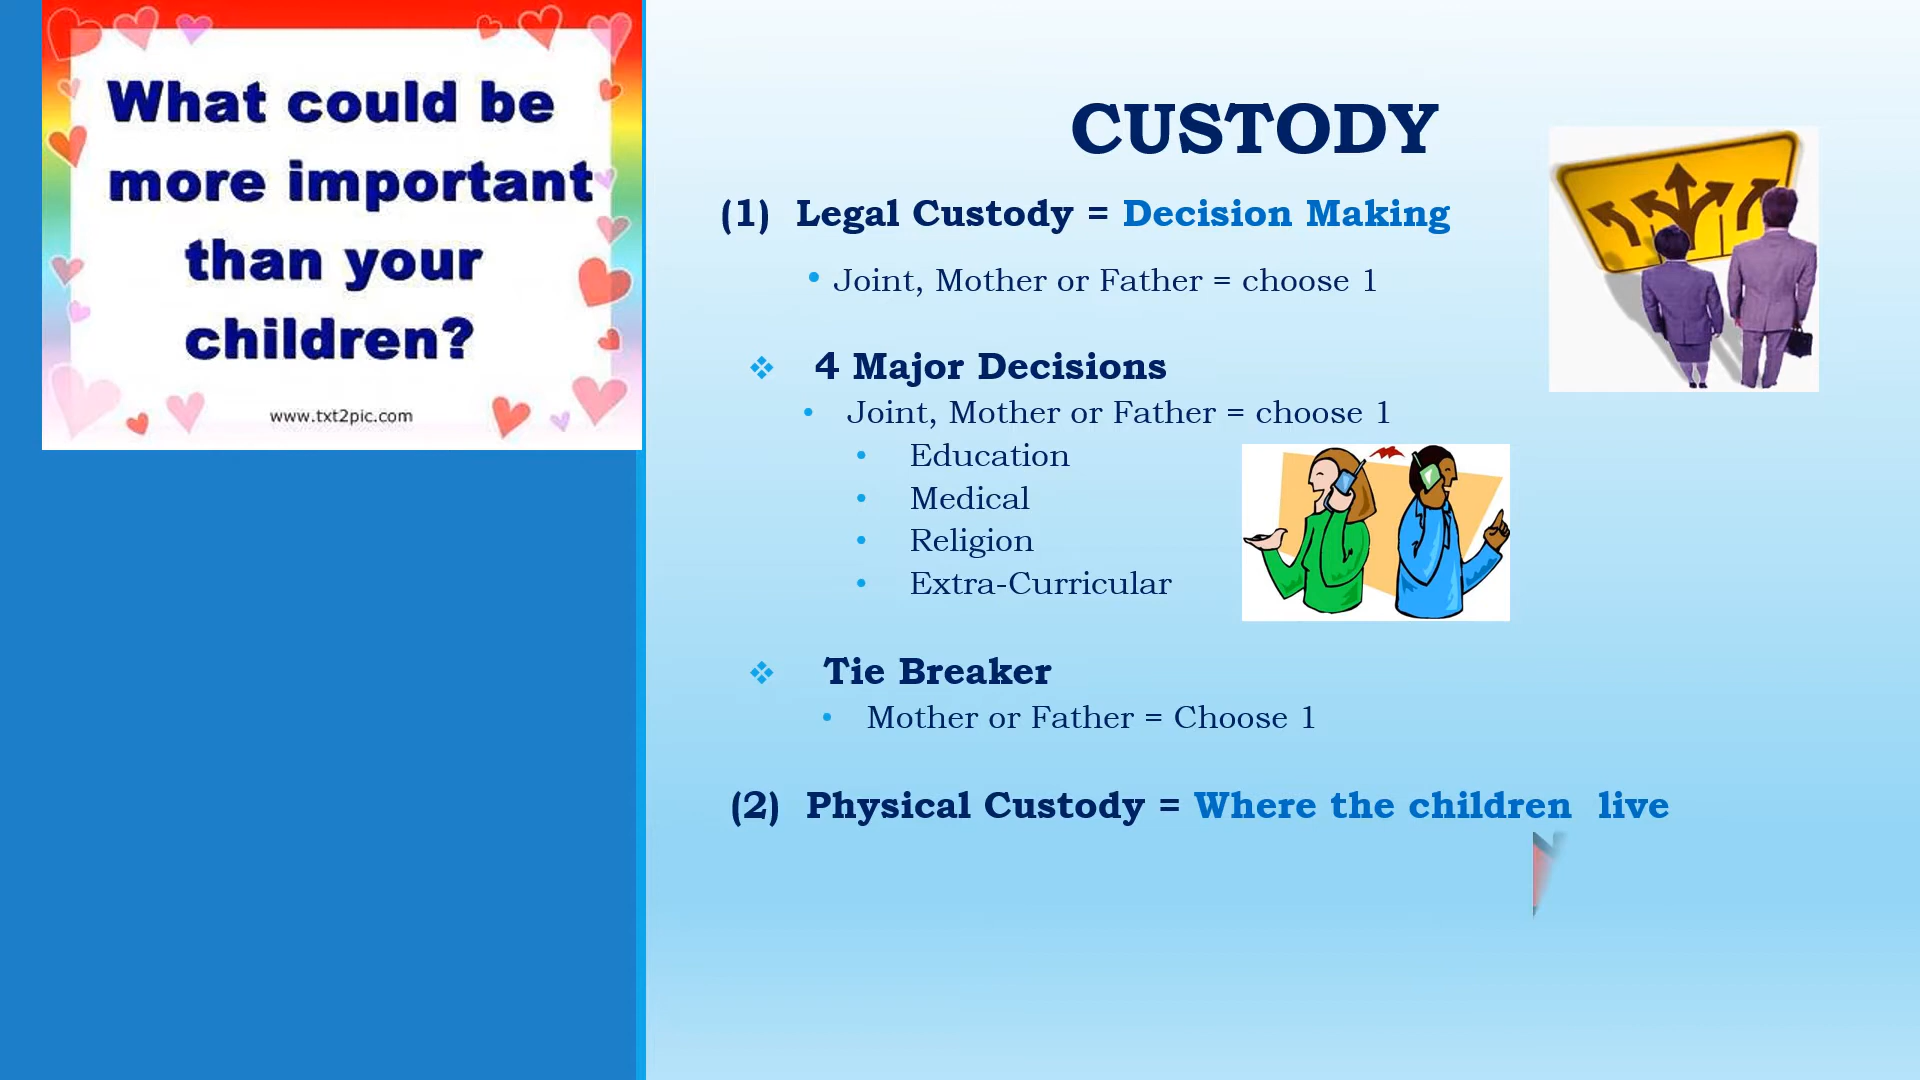 What could be
more important
than your
children?
www.txt2pic.com
CUSTODY
(1) Legal Custody = Decision Making
• Joint, Mother or Father = choose 1
❖ 4 Major Decisions
• Joint, Mother or Father = choose 1
• Education
• Medical
• Religion
• Extra-Curricular
❖ Tie Breaker
• Mother or Father = Choose 1
(2) Physical Custody = Where the children live